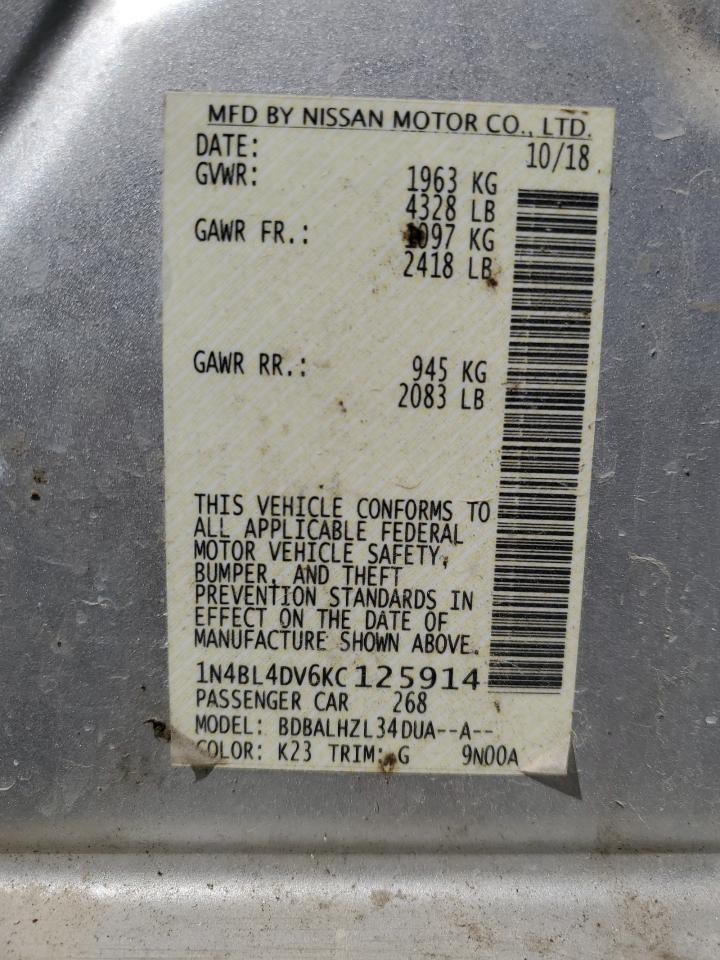 MFD BY NISSAN MOTOR CO., LTD.
DATE: 10/18
GVWR: 1963 KG
4328 LB
GAWR FR.: 1097 KG
2418 LB
GAWR RR.: 945 KG
2083 LB
THIS VEHICLE CONFORMS TO
ALL APPLICABLE FEDERAL
MOTOR VEHICLE SAFETY,
BUMPER, AND THEFT
PREVENTION STANDARDS IN
EFFECT ON THE DATE OF
MANUFACTURE SHOWN ABOVE.
1N4BL4DV6KC125914
PASSENGER CAR 268
MODEL: BDBALHZL34DUA--A--
COLOR: K23 TRIM: G 9N00A